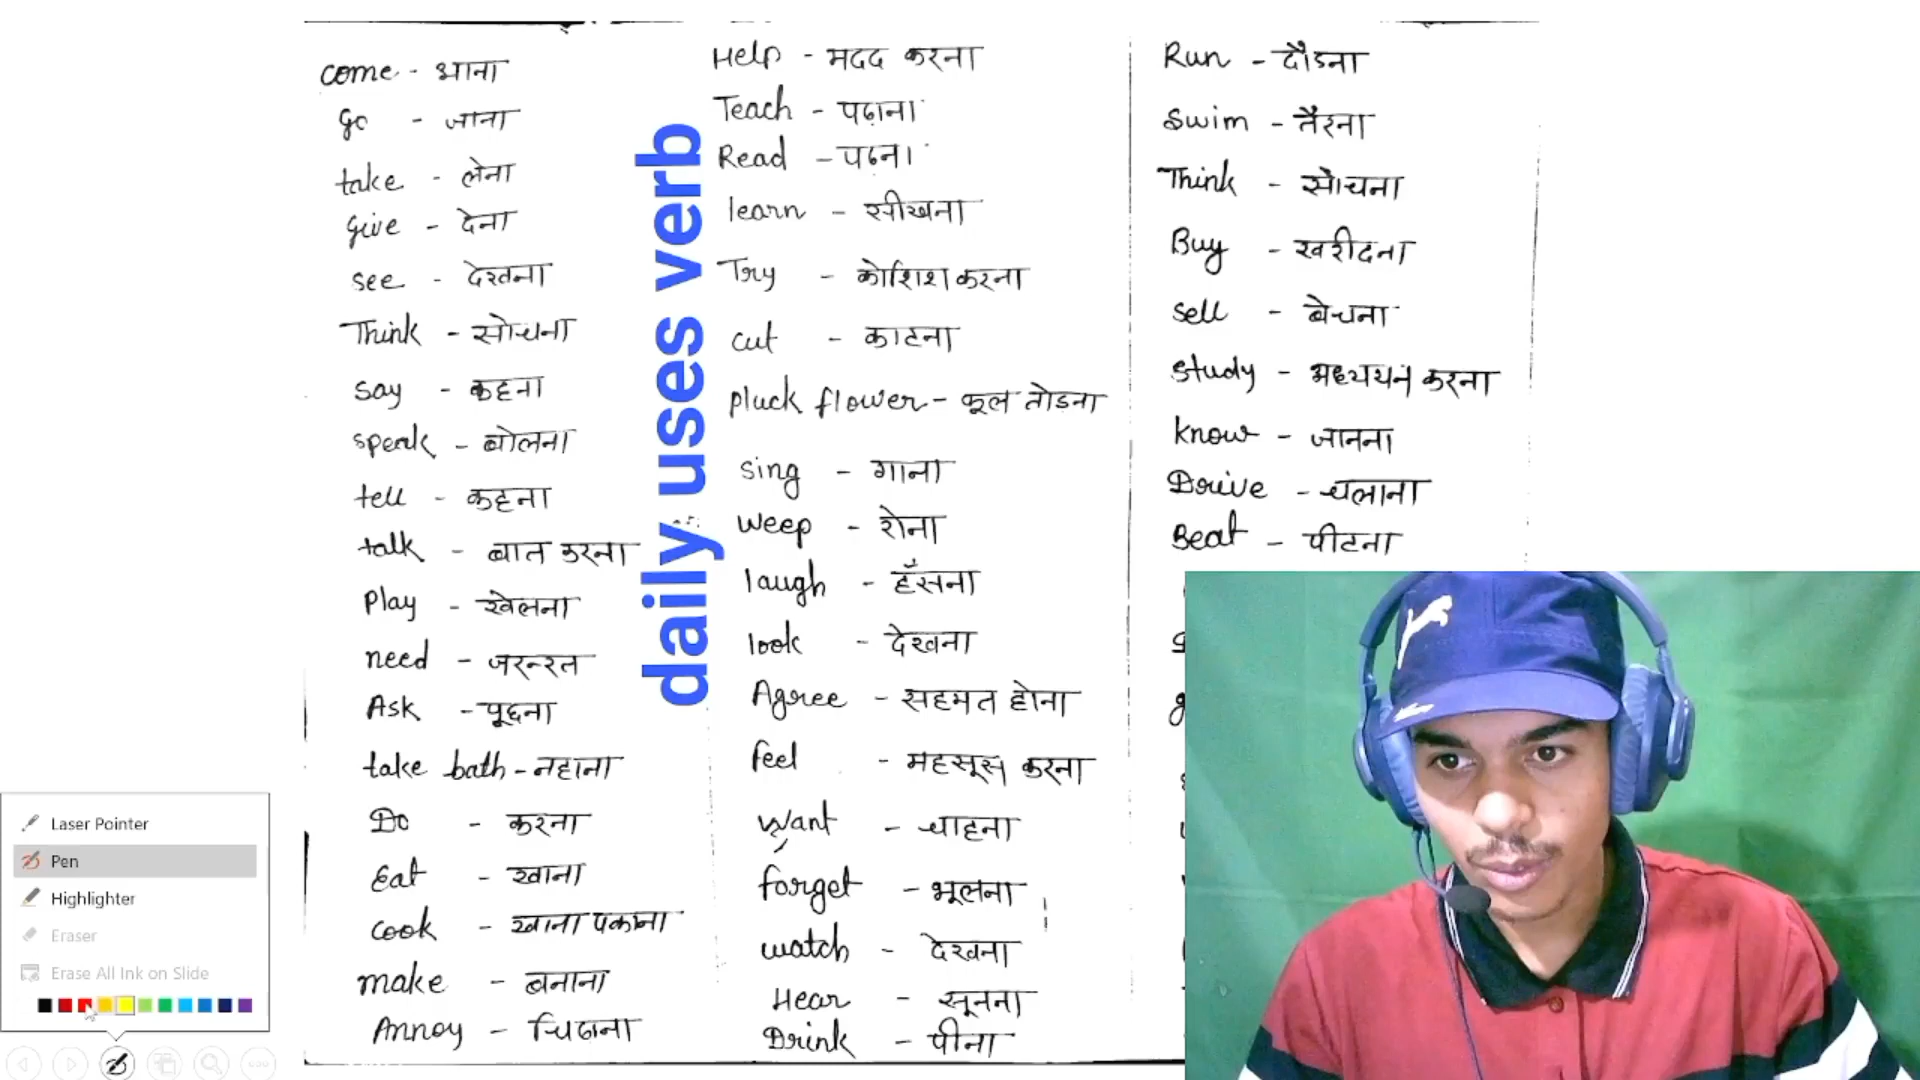 come - आना
Go - जाना
take - लेना
Give - देना
see - देखना
Think - सोचना
say - कहना
speak - बोलना
tell - कहना
talk - बात करना
Play - खेलना
need - जरूरत
Ask - पूछना
take bath - नहाना
Do - करना
Eat - खाना
cook - खाना पकाना
make - बनाना
Annoy - चिढाना
daily uses verb
Help - मदद करना
Teach - पढ़ाना
Read - पढ़ना
learn - सीखना
Try - कोशिश करना
cut - काटना
pluck flower - फूल तोडना
sing - गाना
weep - रोना
laugh - हँसना
look - देखना
Agree - सहमत होना
feel - महसूस करना
Want - चाहना
forget - भूलना
watch - देखना
Hear - सूनना
Drink - पीना
Run - दौडना
Swim - तैरना
Think - सोचना
Buy - खरीदना
sell - बेचना
study - अध्ययन करना
know - जानना
Drive - चलाना
Beat - पीटना
Laser Pointer
Pen
Highlighter
Eraser
Erase All Ink on Slide